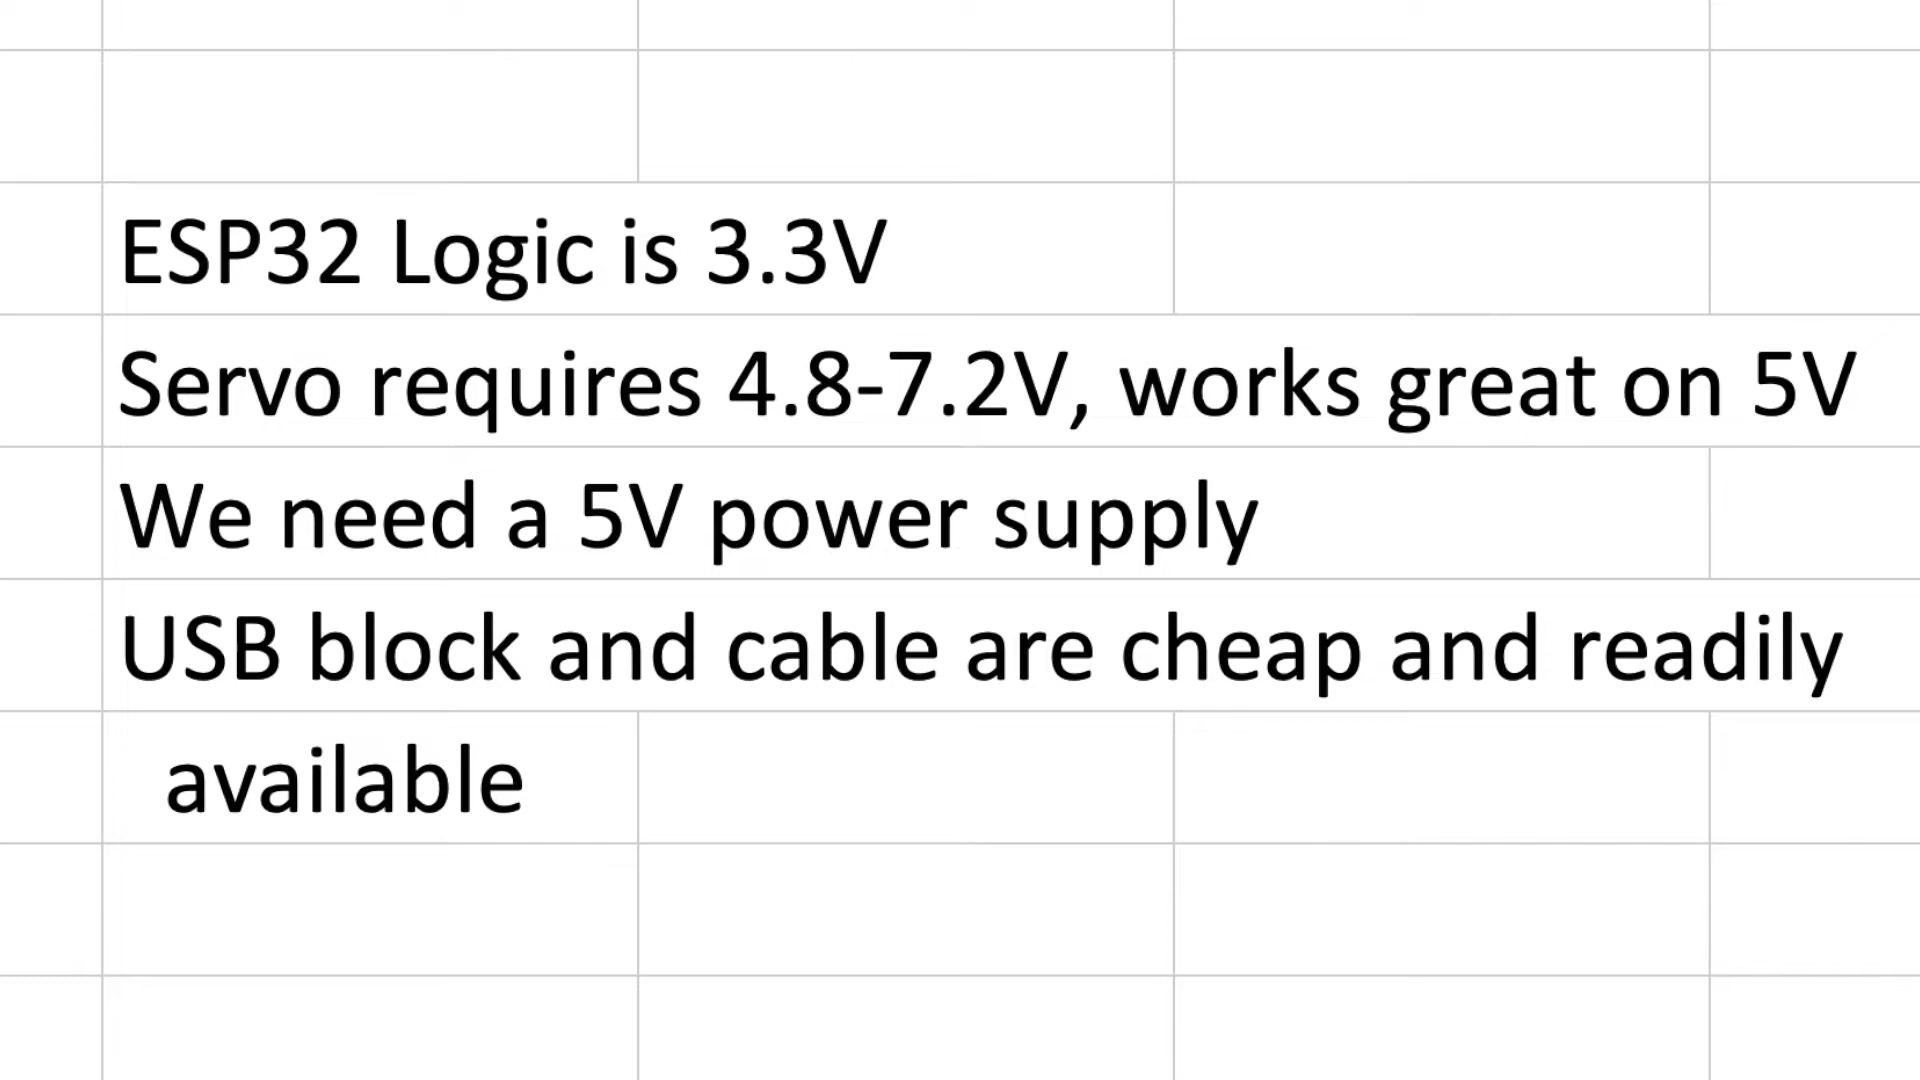 ESP32 Logic is 3.3V
Servo requires 4.8-7.2V, works great on 5V
We need a 5V power supply
USB block and cable are cheap and readily
available